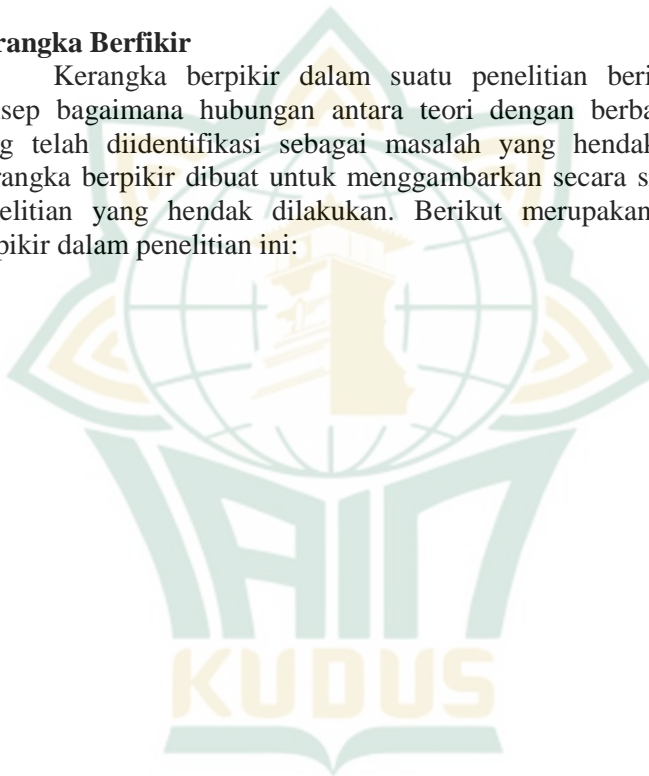 rangka Berfikir
Kerangka berpikir dalam suatu penelitian beri
sep bagaimana hubungan antara teori dengan berba
g telah diidentifikasi sebagai masalah yang hendak
rangka berpikir dibuat untuk menggambarkan secara s
elitian yang hendak dilakukan. Berikut merupakan
pikir dalam penelitian ini:
IAIN
KUDUS